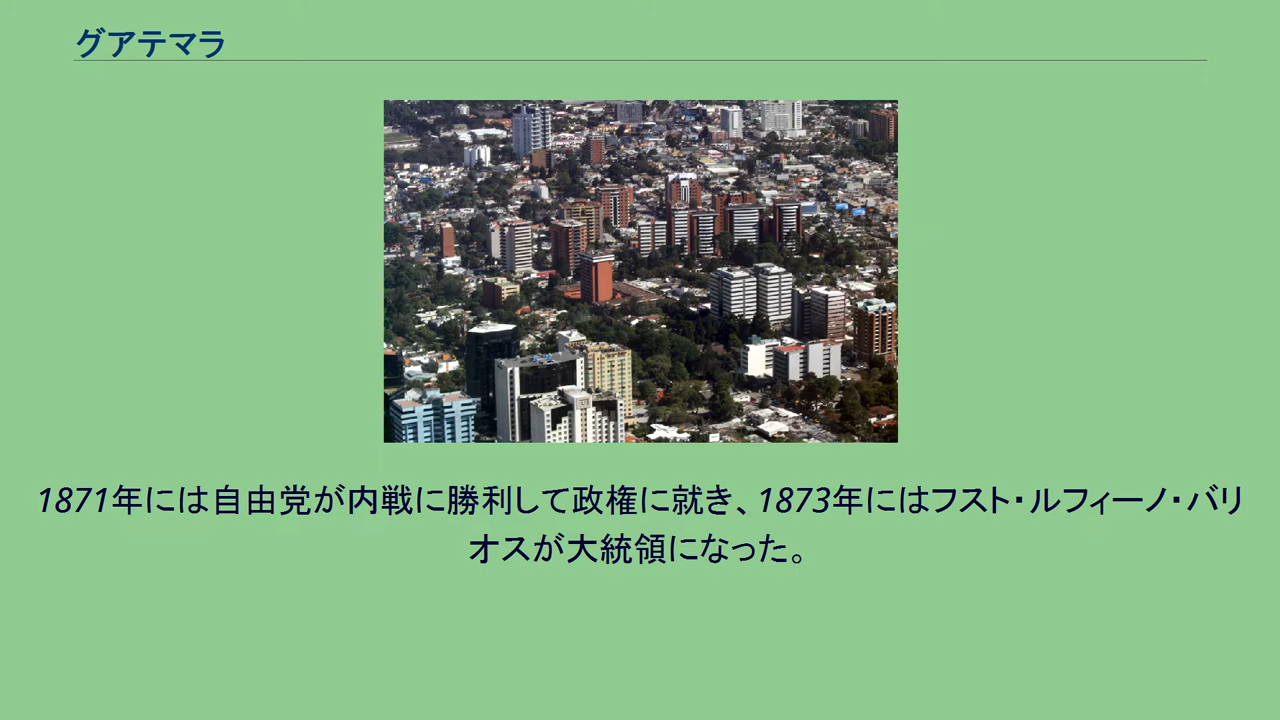 グアテマラ
1871年には自由党が内戦に勝利して政権に就き、1873年にはフスト・ルフィーノ・バリ
オスが大統領になった。